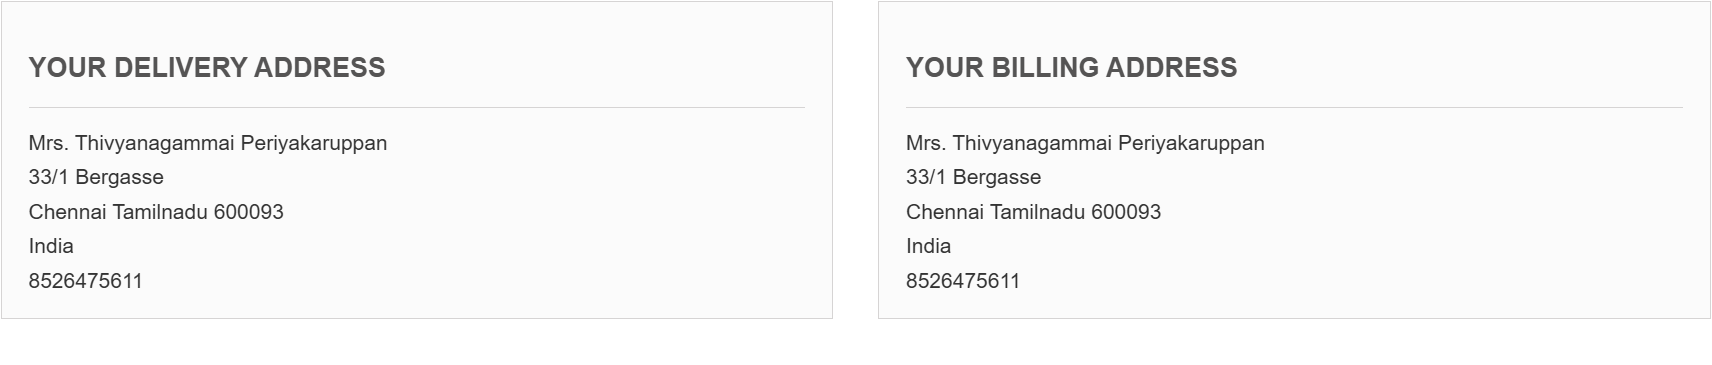 YOUR DELIVERY ADDRESS
Mrs. Thivyanagammai Periyakaruppan
33/1 Bergasse
Chennai Tamilnadu 600093
India
8526475611
YOUR BILLING ADDRESS
Mrs. Thivyanagammai Periyakaruppan
33/1 Bergasse
Chennai Tamilnadu 600093
India
8526475611